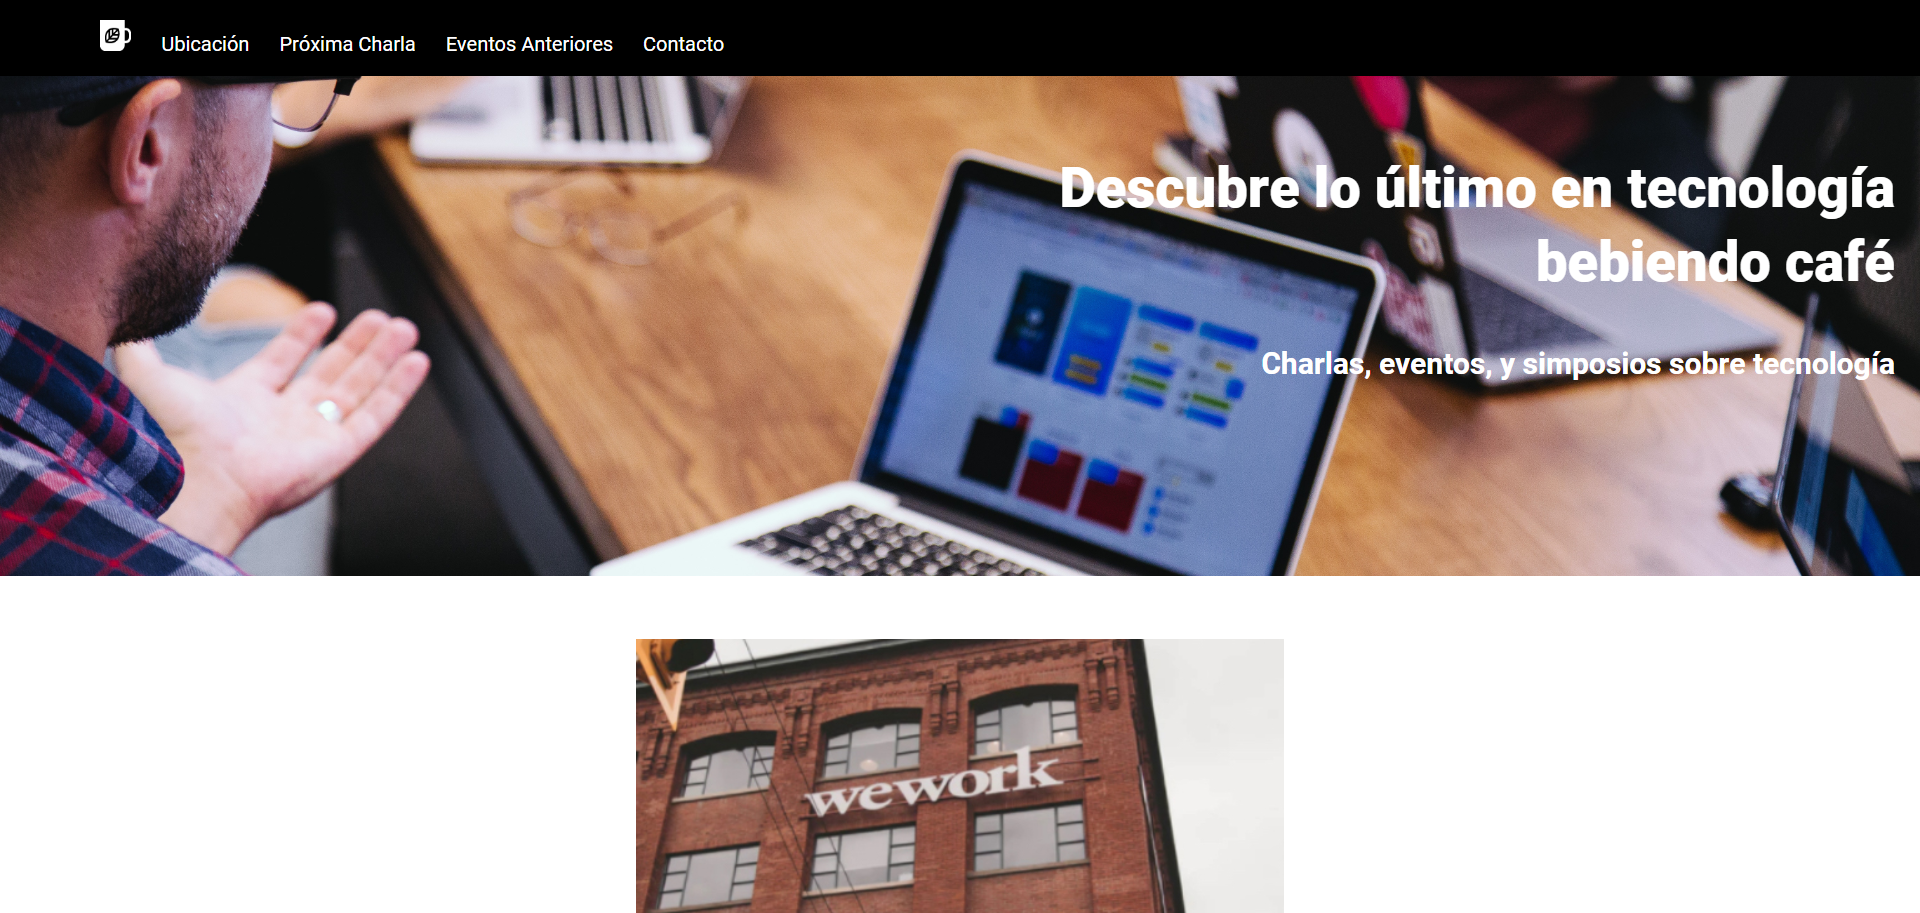 Ubicación Próxima Charla Eventos Anteriores Contacto
Descubre lo último en tecnología
bebiendo café
Charlas, eventos, y simposios sobre tecnología
wework